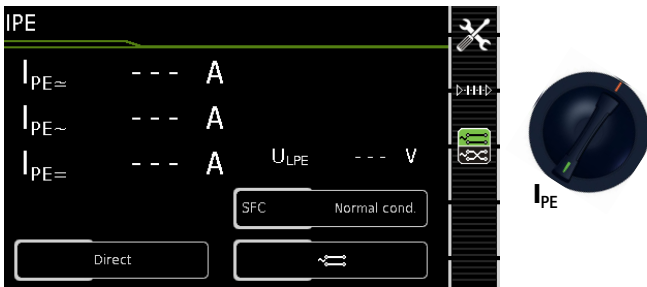 IPE
IPE≃ --- A
IPE~ --- A
IPE= --- A
ULPE --- V
SFC Normal cond.
Direct
IPE